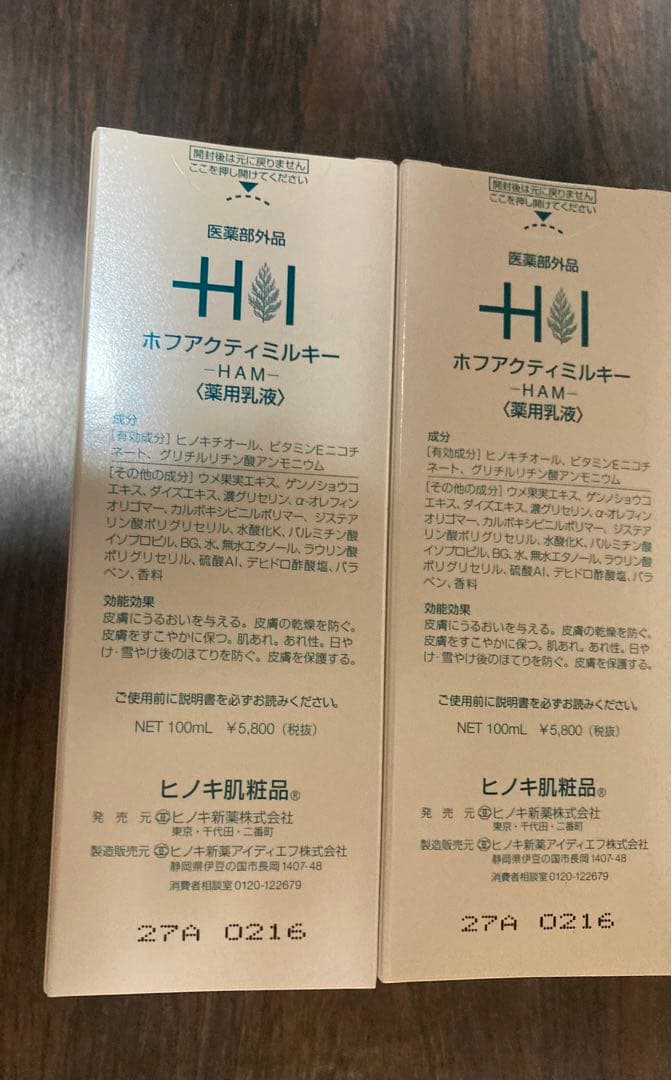 開封後は元に戻りません
ここを押し開けてください
医薬部外品
HI
ホフアクティミルキー
-HAM-
〈薬用乳液〉
成分
[有効成分] ヒノキチオール、ビタミンEニコチ
ネート、グリチルリチン酸アンモニウム
[その他の成分] ウメ果実エキス、ゲンノショウコ
エキス、ダイズエキス、濃グリセリン、α-オレフィン
オリゴマー、カルボキシビニルポリマー、ジステア
リン酸ポリグリセリル、水酸化K、パルミチン酸
イソプロピル、BG、水、無水エタノール、ラウリン酸
ポリグリセリル、硫酸Al、デヒドロ酢酸塩、パラ
ベン、香料
効能効果
皮膚にうるおいを与える。皮膚の乾燥を防ぐ。
皮膚をすこやかに保つ。肌あれ。あれ性。日や
け・雪やけ後のほてりを防ぐ。皮膚を保護する。
ご使用前に説明書を必ずお読みください。
NET 100mL ¥5,800（税抜）
ヒノキ肌粧品®
発売元 ヒノキ新薬株式会社
東京・千代田・二番町
製造販売元 ヒノキ新薬アイディエフ株式会社
静岡県伊豆の国市長岡1407-48
消費者相談室0120-122679
27A 0216
開封後は元に戻りません
ここを押し開けてください
医薬部外品
HI
ホフアクティミルキー
-HAM-
〈薬用乳液〉
成分
[有効成分] ヒノキチオール、ビタミンEニコチ
ネート、グリチルリチン酸アンモニウム
[その他の成分] ウメ果実エキス、ゲンノショウコ
エキス、ダイズエキス、濃グリセリン、α-オレフィン
オリゴマー、カルボキシビニルポリマー、ジステア
リン酸ポリグリセリル、水酸化K、パルミチン酸
イソプロピル、BG、水、無水エタノール、ラウリン酸
ポリグリセリル、硫酸Al、デヒドロ酢酸塩、パラ
ベン、香料
効能効果
皮膚にうるおいを与える。皮膚の乾燥を防ぐ。
皮膚をすこやかに保つ。肌あれ。あれ性。日や
け・雪やけ後のほてりを防ぐ。皮膚を保護する。
ご使用前に説明書を必ずお読みください。
NET 100mL ¥5,800（税抜）
ヒノキ肌粧品®
発売元 ヒノキ新薬株式会社
東京・千代田・二番町
製造販売元 ヒノキ新薬アイディエフ株式会社
静岡県伊豆の国市長岡1407-48
消費者相談室0120-122679
27A 0216